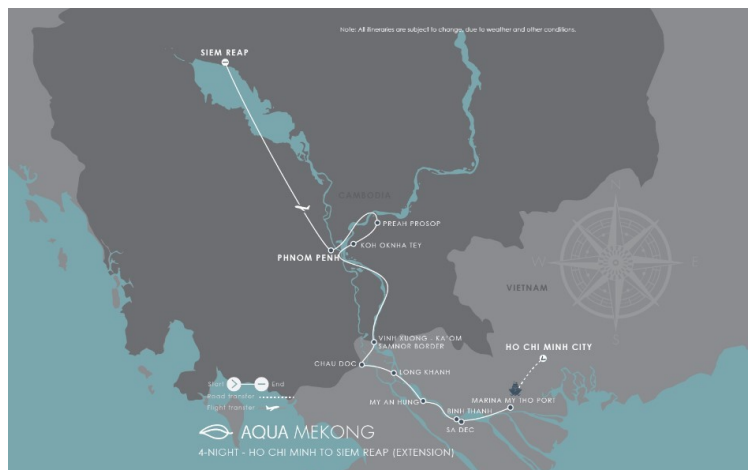 Note: All itineraries are subject to change, due to weather and other conditions.
SIEM REAP
N
CAMBODIA
PREAH PROSOP
KOH OKNHA TEY
PHNOM PENH
W
E
VIETNAM
S
VINH XUONG - KA'OM
SAMNOR BORDER
HO CHI MINH CITY
CHAU DOC
LONG KHANH
Start
End
Road transfer
Flight transfer
MY AN HUNG
MARINA MY THO PORT
BINH THANH
SA DEC
AQUA MEKONG
4-NIGHT - HO CHI MINH TO SIEM REAP (EXTENSION)